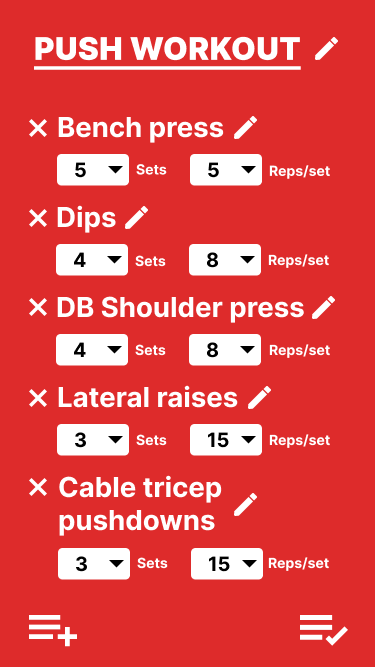 PUSH WORKOUT
Bench press
5 Sets 5 Reps/set
Dips
4 Sets 8 Reps/set
DB Shoulder press
4 Sets 8 Reps/set
Lateral raises
3 Sets 15 Reps/set
Cable tricep
pushdowns
3 Sets 15 Reps/set